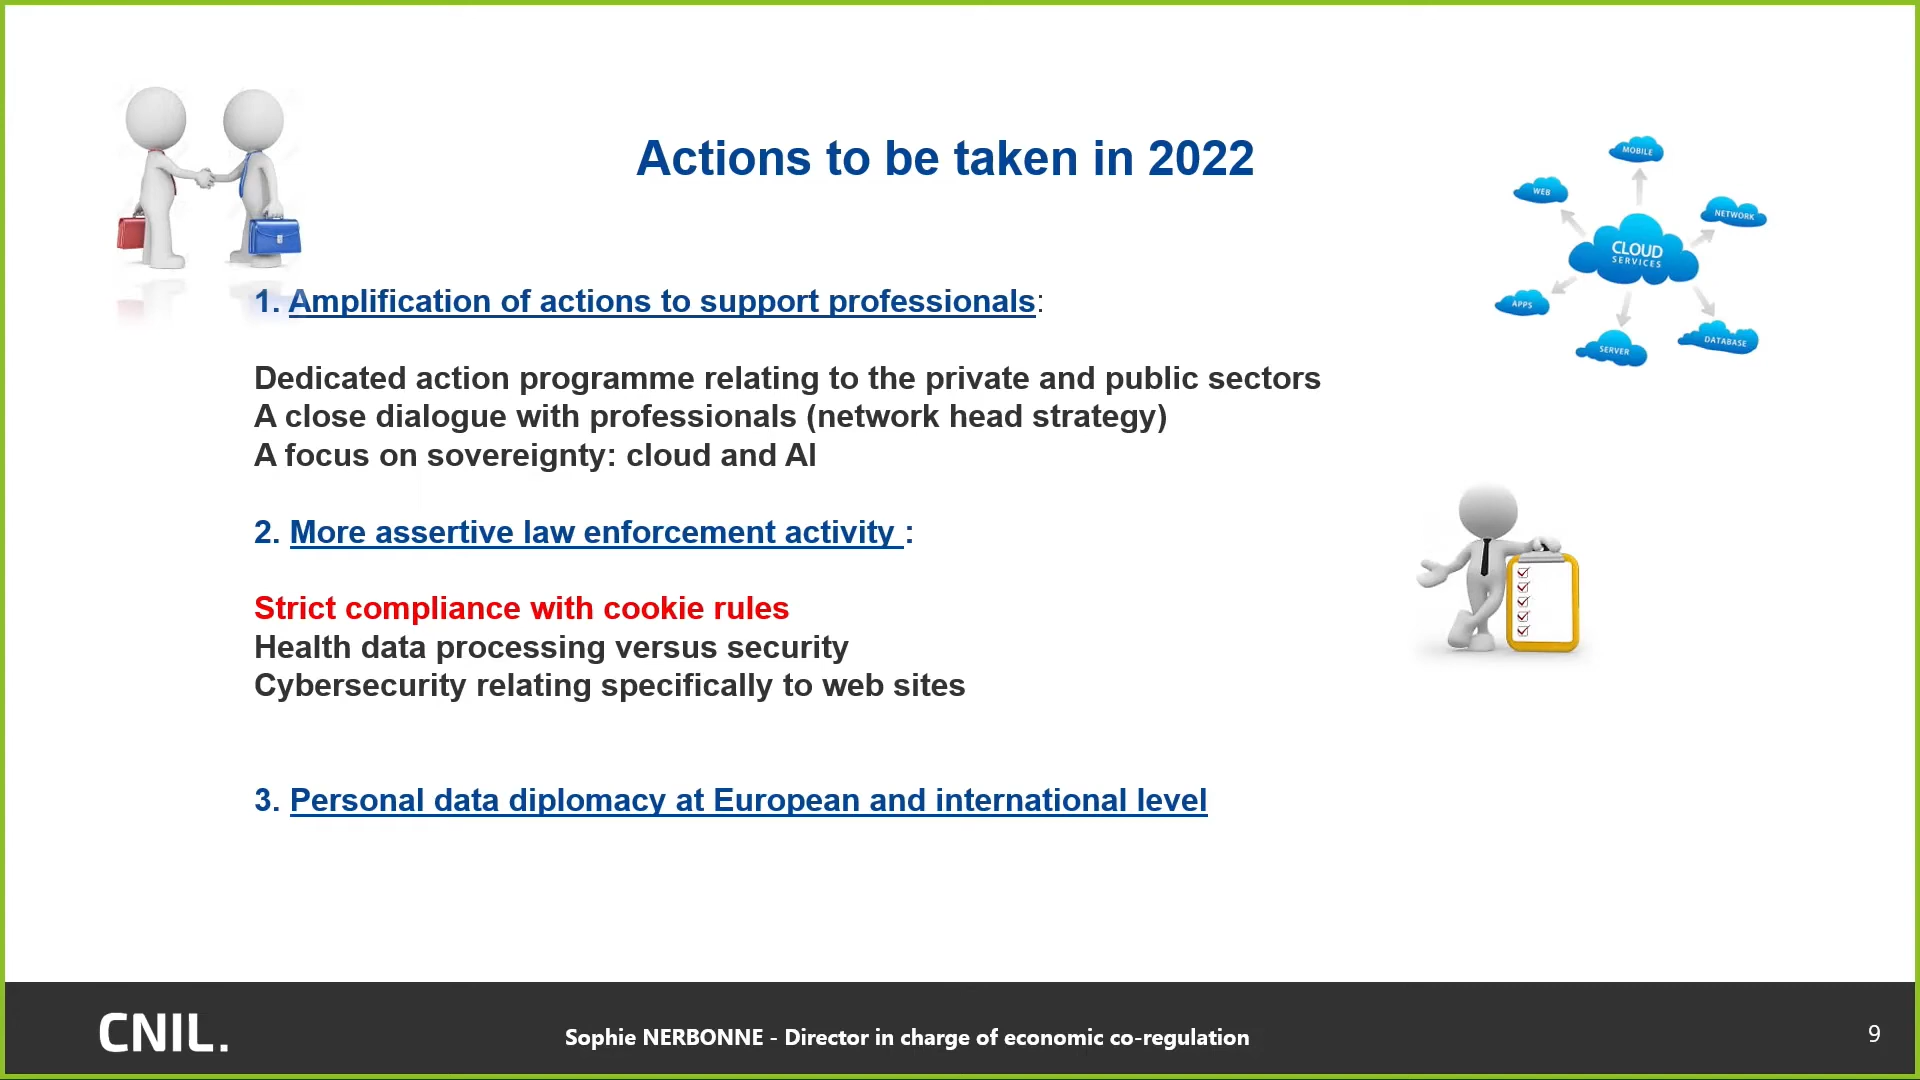 Actions to be taken in 2022
MOBILE
WEB
NETWORK
CLOUD
SERVICES
APPS
SERVER
DATABASE
1. Amplification of actions to support professionals:
Dedicated action programme relating to the private and public sectors
A close dialogue with professionals (network head strategy)
A focus on sovereignty: cloud and AI
2. More assertive law enforcement activity :
Strict compliance with cookie rules
Health data processing versus security
Cybersecurity relating specifically to web sites
3. Personal data diplomacy at European and international level
CNIL.
Sophie NERBONNE - Director in charge of economic co-regulation
9